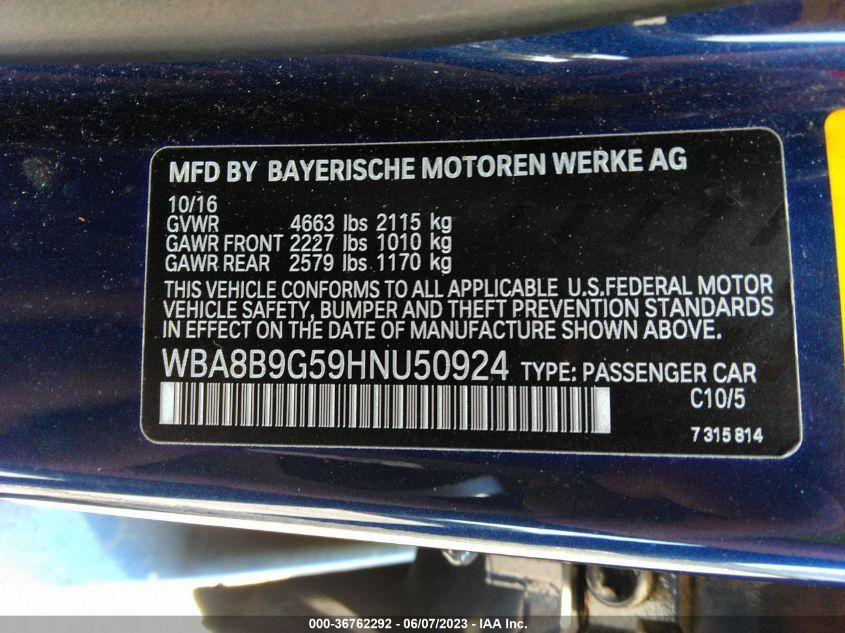 MFD BY BAYERISCHE MOTOREN WERKE AG
10/16
GVWR 4663 lbs 2115 kg
GAWR FRONT 2227 lbs 1010 kg
GAWR REAR 2579 lbs 1170 kg
THIS VEHICLE CONFORMS TO ALL APPLICABLE U.S.FEDERAL MOTOR
VEHICLE SAFETY, BUMPER AND THEFT PREVENTION STANDARDS
IN EFFECT ON THE DATE OF MANUFACTURE SHOWN ABOVE.
WBA8B9G59HNU50924 TYPE: PASSENGER CAR
C10/5
7 315 814
000-36762292 - 06/07/2023 - IAA Inc.